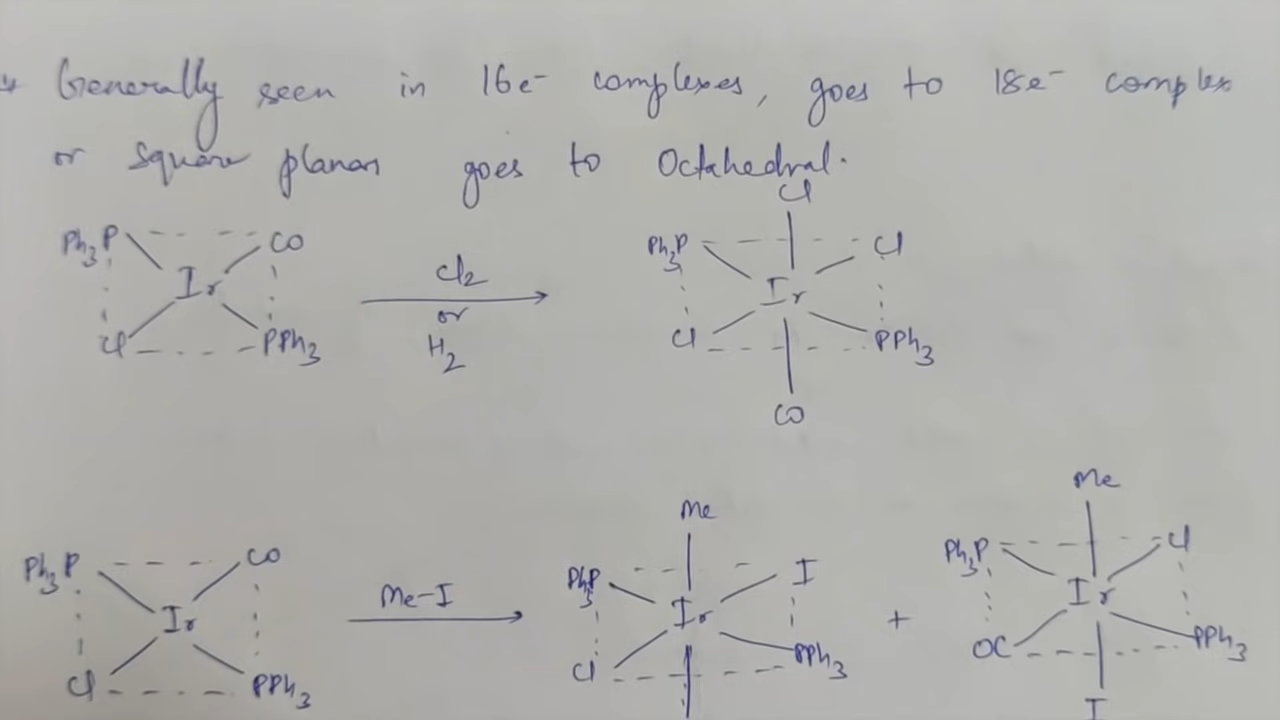 Generally seen in 16e⁻ complexes, goes to 18e⁻ complex
or square planar goes to Octahedral.
Cl
Ph₃P CO Cl₂ Ph₃P Cl
Ir or Ir
Cl PPh₃ H₂ Cl PPh₃
CO
Me Me
Ph₃P CO Me-I Ph₃P I Ph₃P Cl
Ir Ir + Ir
Cl PPh₃ Cl PPh₃ OC PPh₃
I